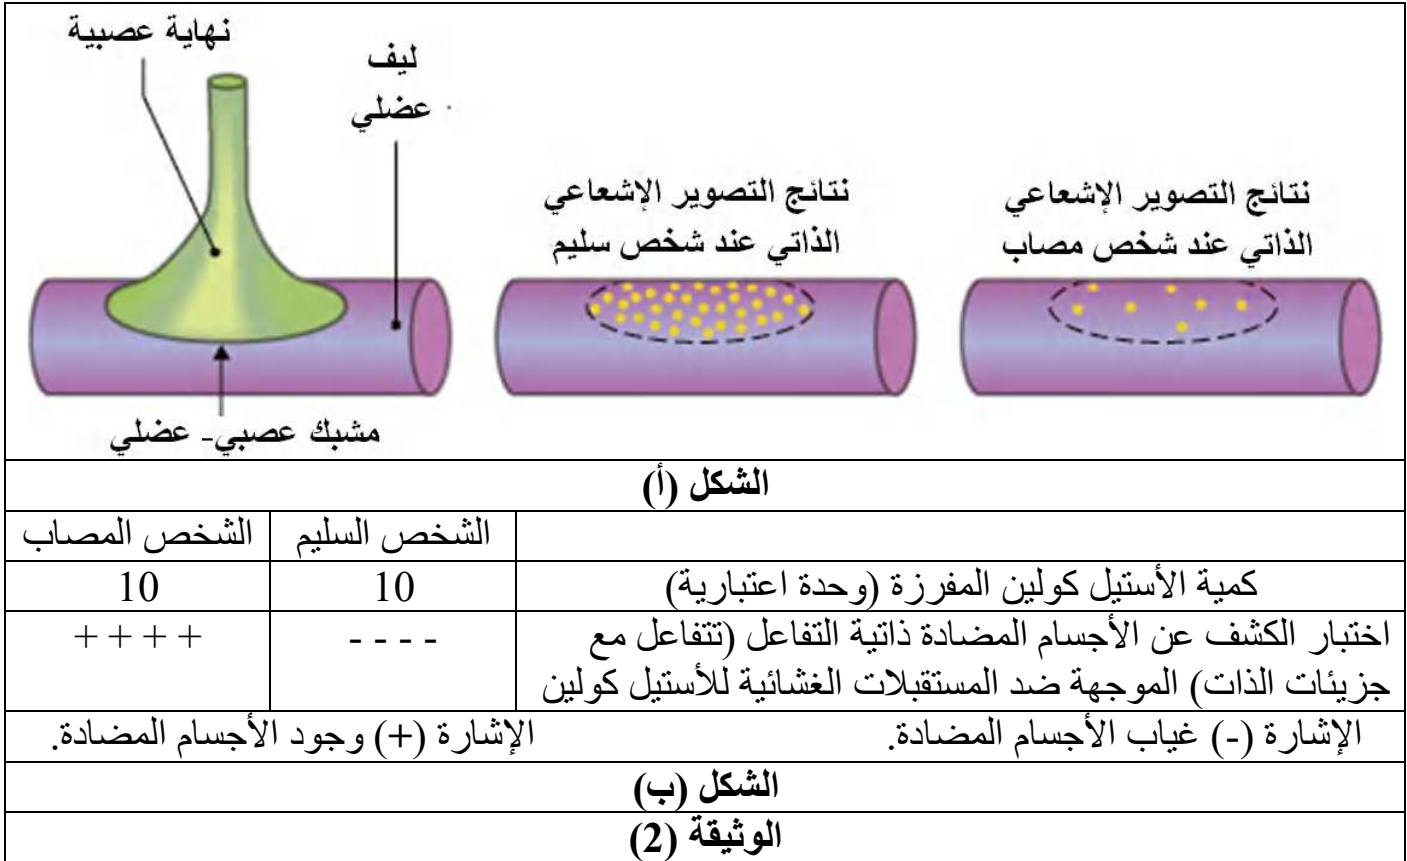 نهاية عصبية
ليف
عضلي
نتائج التصوير الإشعاعي
الذاتي عند شخص سليم
نتائج التصوير الإشعاعي
الذاتي عند شخص مصاب
مشبك عصبي- عضلي
الشكل (أ)
الشخص السليم الشخص المصاب
كمية الأستيل كولين المفرزة (وحدة اعتبارية) 10 10
اختبار الكشف عن الأجسام المضادة ذاتية التفاعل (تتفاعل مع - - - - + + + +
جزيئات الذات) الموجهة ضد المستقبلات الغشائية للأستيل كولين
الإشارة (-) غياب الأجسام المضادة. الإشارة (+) وجود الأجسام المضادة.
الشكل (ب)
الوثيقة (2)